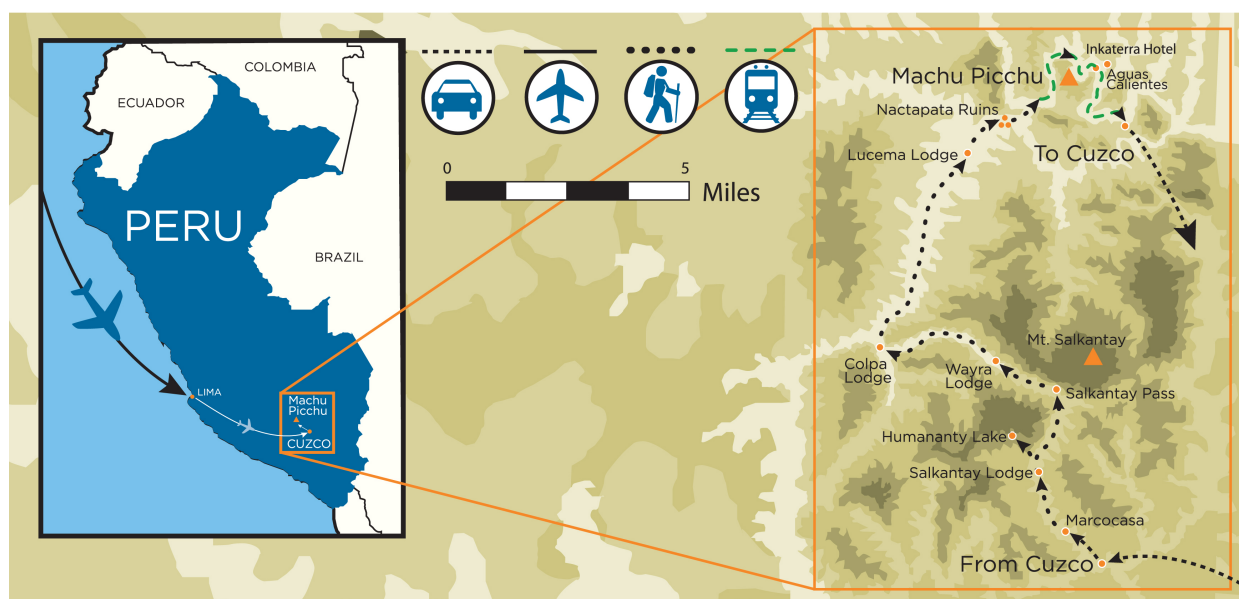 COLOMBIA
ECUADOR
PERU
BRAZIL
LIMA
Machu
Picchu
CUZCO
0
5
Miles
Inkaterra Hotel
Machu Picchu
Aguas
Calientes
Nactapata Ruins
To Cuzco
Lucema Lodge
Mt. Salkantay
Colpa
Lodge
Wayra
Lodge
Salkantay Pass
Humananty Lake
Salkantay Lodge
Marcocasa
From Cuzco